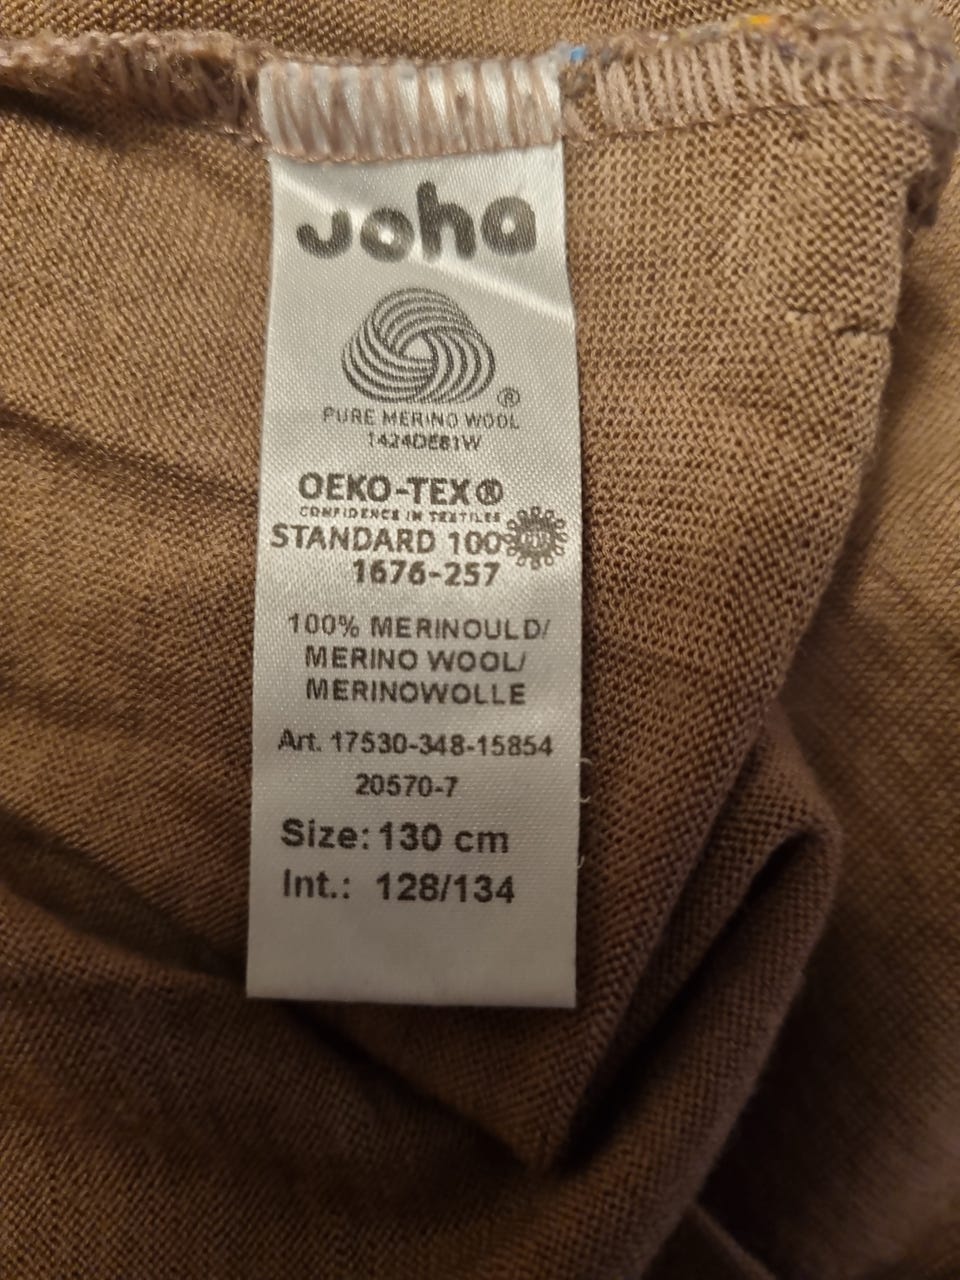 Joha
®
PURE MERINO WOOL
1424DE81W
OEKO-TEX®
CONFIDENCE IN TEXTILES
STANDARD 100
1676-257
100% MERINOULD/
MERINO WOOL/
MERINOWOLLE
Art. 17530-348-15854
20570-7
Size: 130 cm
Int.: 128/134